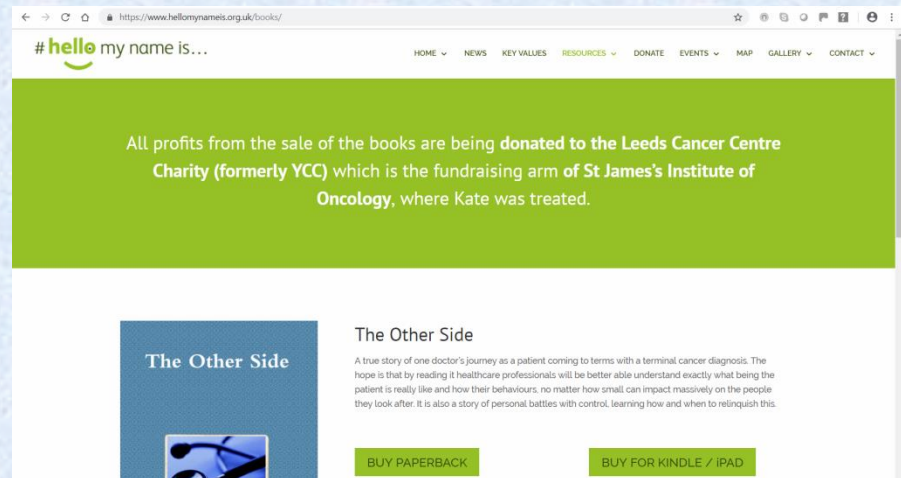 https://www.hellomynameis.org.uk/books/
# hello my name is...
HOME NEWS KEY VALUES RESOURCES DONATE EVENTS MAP GALLERY CONTACT
All profits from the sale of the books are being donated to the Leeds Cancer Centre
Charity (formerly YCC) which is the fundraising arm of St James's Institute of
Oncology, where Kate was treated.
The Other Side
The Other Side
A true story of one doctor's journey as a patient coming to terms with a terminal cancer diagnosis. The
hope is that by reading it healthcare professionals will be better able understand exactly what being the
patient is really like and how their behaviours, no matter how small can impact massively on the people
they look after. It is also a story of personal battles with control, learning how and when to relinquish this.
BUY PAPERBACK BUY FOR KINDLE / iPAD